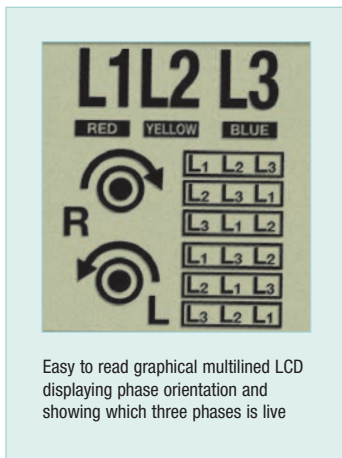 L1 L2 L3
RED YELLOW BLUE
L1 L2 L3
L2 L3 L1
R
L3 L1 L2
L1 L3 L2
L2 L1 L3
L
L3 L2 L1
Easy to read graphical multilined LCD
displaying phase orientation and
showing which three phases is live